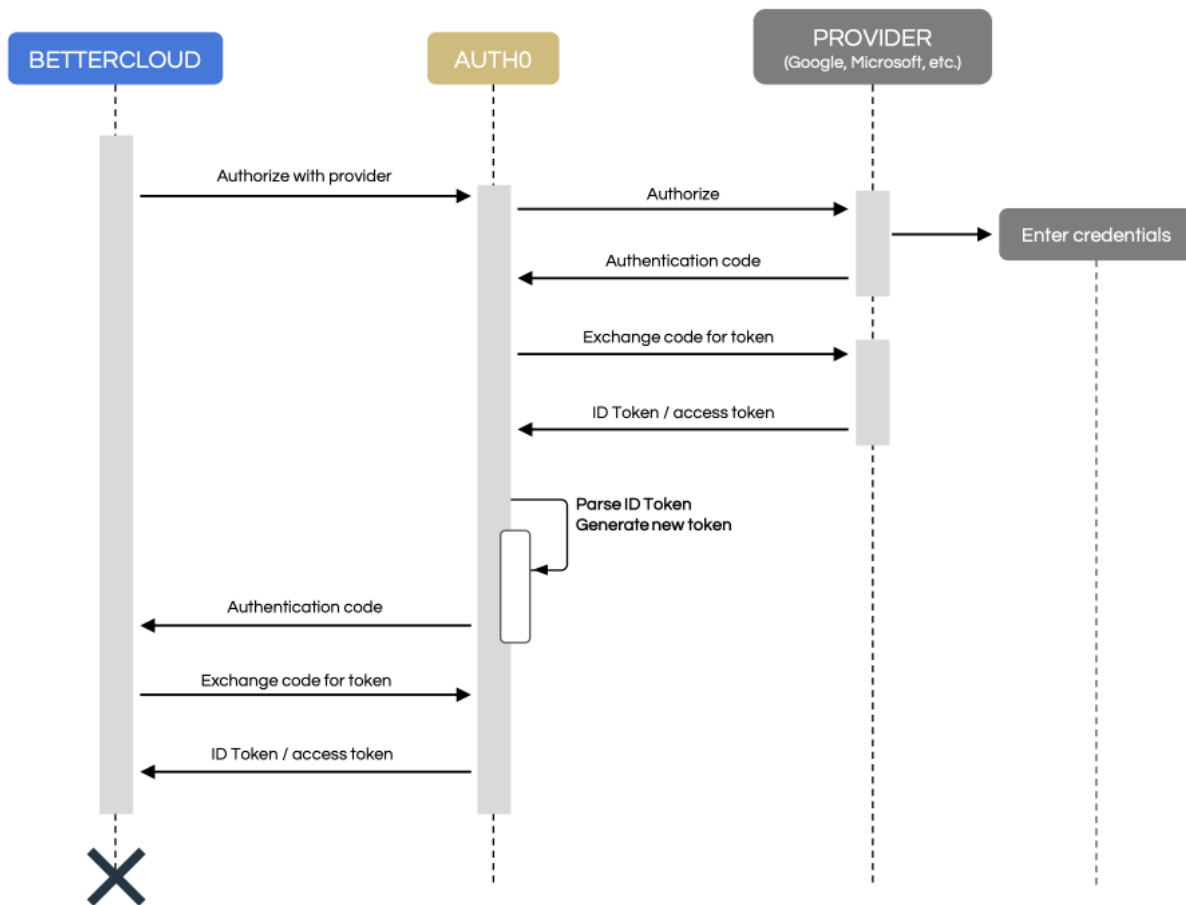 BETTERCLOUD
AUTH0
PROVIDER
(Google, Microsoft, etc.)
Authorize with provider
Authorize
Enter credentials
Authentication code
Exchange code for token
ID Token / access token
Parse ID Token
Generate new token
Authentication code
Exchange code for token
ID Token / access token